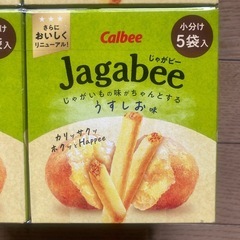 さらに
おいしく
リニューアル!
小分け
5袋入
Calbee
じゃがビー
Jagabee
じゃがいもの味がちゃんとする
うすしお味
カリッサクッ
ホクッとHappee
袋入